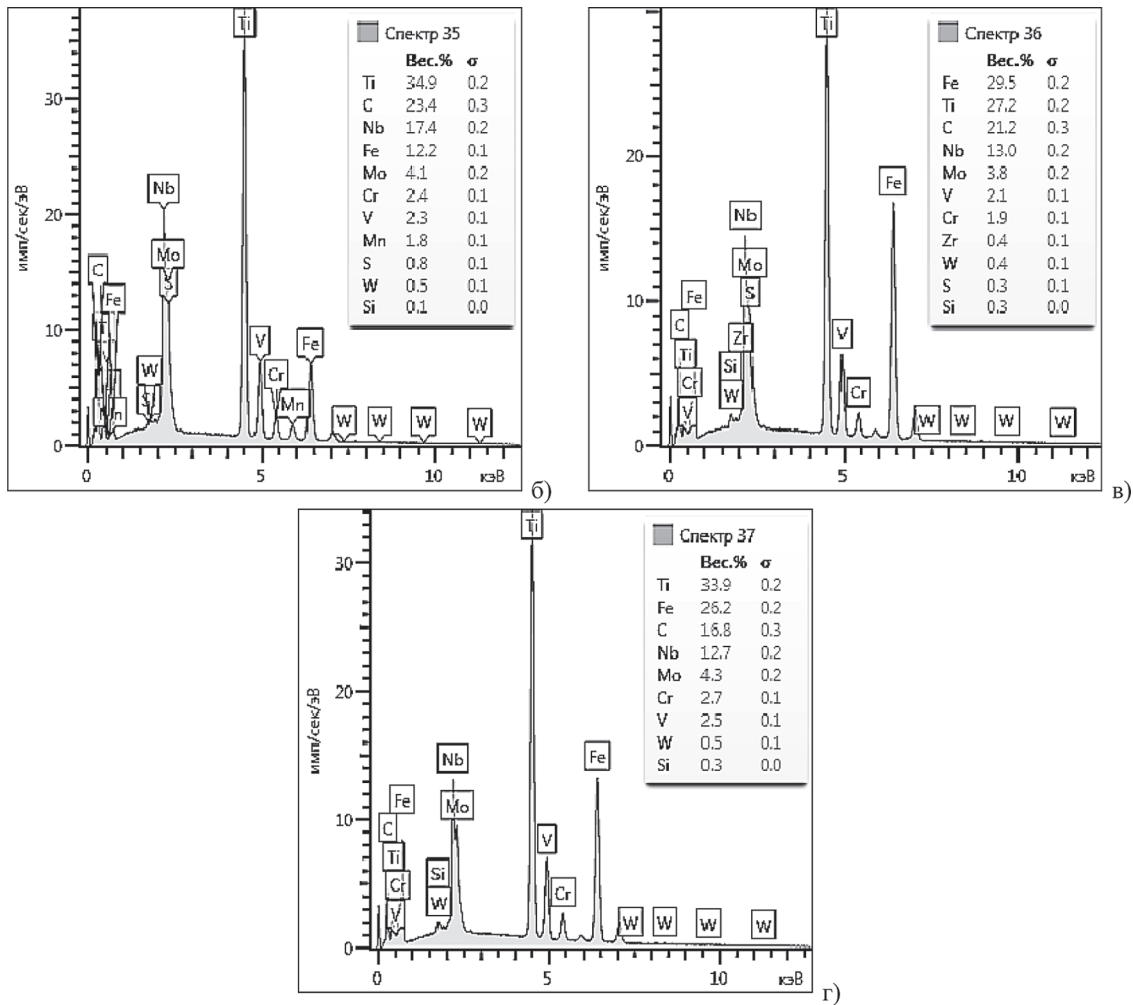 Спектр 35
Вес.% σ
Ti 34.9 0.2
C 23.4 0.3
Nb 17.4 0.2
Fe 12.2 0.1
Mo 4.1 0.2
Cr 2.4 0.1
V 2.3 0.1
Mn 1.8 0.1
S 0.8 0.1
W 0.5 0.1
Si 0.1 0.0
имп/сек/эВ
30
20
10
0
Ti
Nb
Mo
S
C
Fe
W
V
Fe
Cr
Mn
W W W W
0 5 10 кэВ
б)
Спектр 36
Вес.% σ
Fe 29.5 0.2
Ti 27.2 0.2
C 21.2 0.3
Nb 13.0 0.2
Mo 3.8 0.2
V 2.1 0.1
Cr 1.9 0.1
Zr 0.4 0.1
W 0.4 0.1
S 0.3 0.1
Si 0.3 0.0
имп/сек/эВ
20
10
0
Ti
Fe
Nb
Mo
S
Fe
C
Zr
V
Ti
Si
Cr
W
Cr
V
W W W W
0 5 10 кэВ
в)
Спектр 37
Вес.% σ
Ti 33.9 0.2
Fe 26.2 0.2
C 16.8 0.3
Nb 12.7 0.2
Mo 4.3 0.2
Cr 2.7 0.1
V 2.5 0.1
W 0.5 0.1
Si 0.3 0.0
имп/сек/эВ
30
20
10
0
Ti
Nb
Fe
Fe
Mo
C
V
Ti
Si
Cr
W
Cr
V
W W W W
0 5 10 кэВ
г)